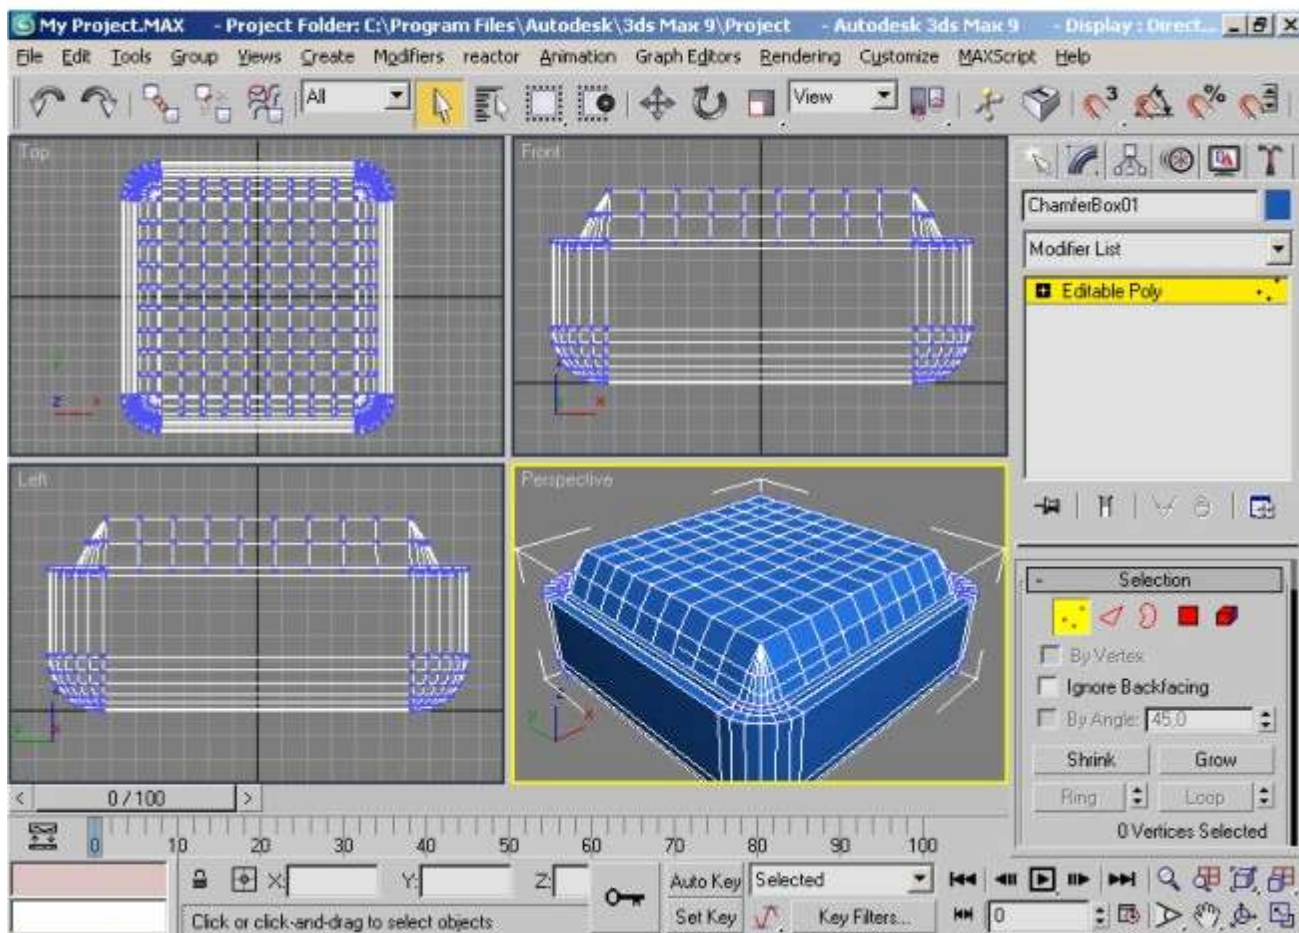 My Project.MAX - Project Folder: C:\Program Files\Autodesk\3ds Max 9\Project - Autodesk 3ds Max 9 - Display : Direct...
File Edit Tools Group Views Create Modifiers reactor Animation Graph Editors Rendering Customize MAXScript Help
All View 3 %
Top Front
ChamferBox01
Modifier List
Editable Poly
Left Perspective
Selection
By Vertex
Ignore Backfacing
By Angle: 45.0
Shrink Grow
Ring Loop
0 Vertices Selected
0 / 100
0 10 20 30 40 50 60 70 80 90 100
X: Y: Z: Auto Key Selected
Click or click-and-drag to select objects Set Key Key Filters... 0